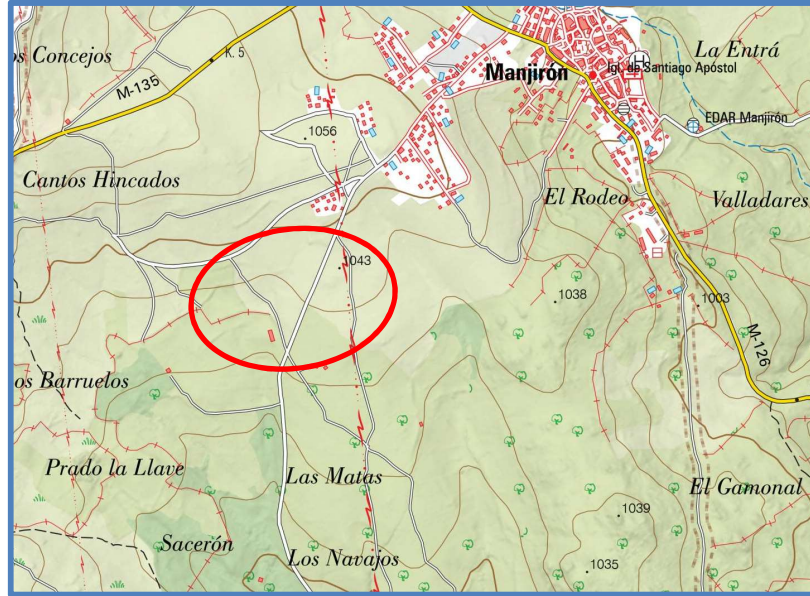 os Concejos
K. 5
M-135
La Entrá
Manjirón
Igl. de Santiago Apóstol
EDAR Manjirón
1056
Cantos Hincados
El Rodeo
Valladares
1043
1038
1003
M-126
os Barruelos
Prado la Llave
Las Matas
El Gamonal
1039
Sacerón
Los Navajos
1035